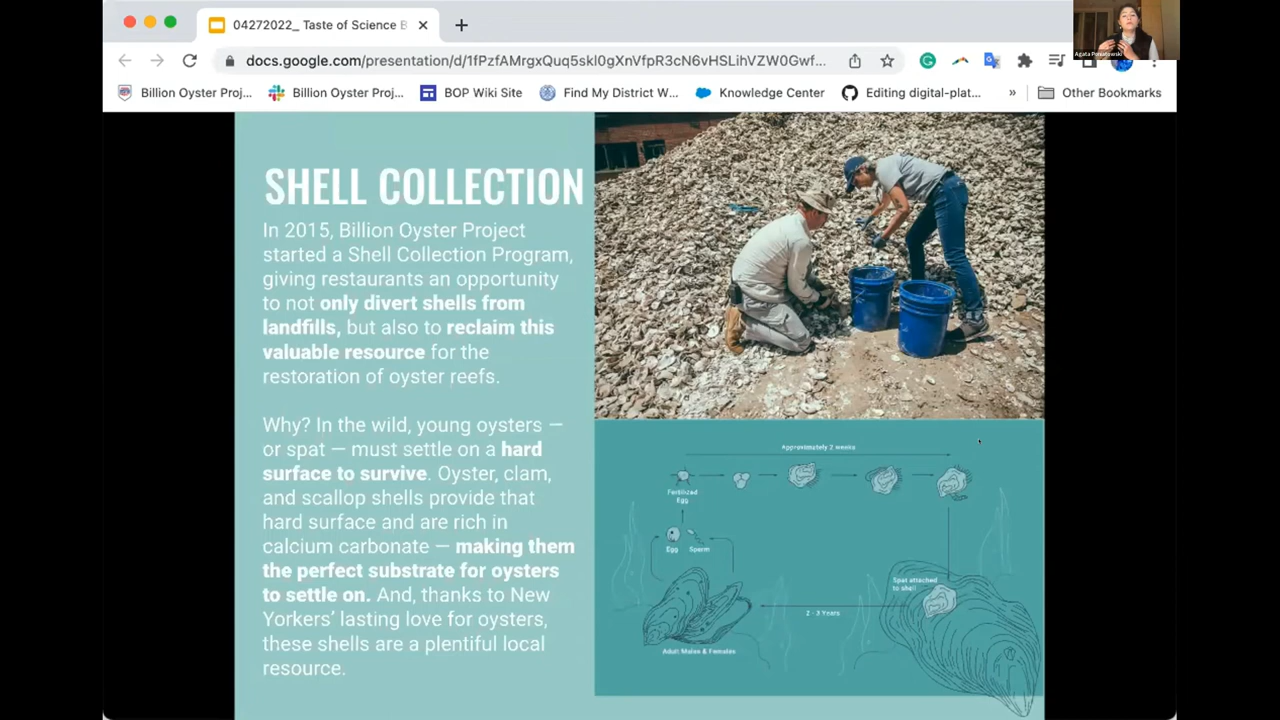 04272022_ Taste of Science B
docs.google.com/presentation/d/1fPzfAMrgxQuq5skl0gXnVfpR3cN6vHSLihVZW0Gwf...
Billion Oyster Proj...
Billion Oyster Proj...
BOP Wiki Site
Find My District W...
Knowledge Center
Editing digital-plat...
»
Other Bookmarks
SHELL COLLECTION
In 2015, Billion Oyster Project
started a Shell Collection Program,
giving restaurants an opportunity
to not only divert shells from
landfills, but also to reclaim this
valuable resource for the
restoration of oyster reefs.
Why? In the wild, young oysters —
or spat — must settle on a hard
surface to survive. Oyster, clam,
and scallop shells provide that
hard surface and are rich in
calcium carbonate — making them
the perfect substrate for oysters
to settle on. And, thanks to New
Yorkers’ lasting love for oysters,
these shells are a plentiful local
resource.
Approximately 2 weeks
Fertilized
Egg
Egg
Sperm
Spat attached
to shell
2 - 3 Years
Adult Males & Females